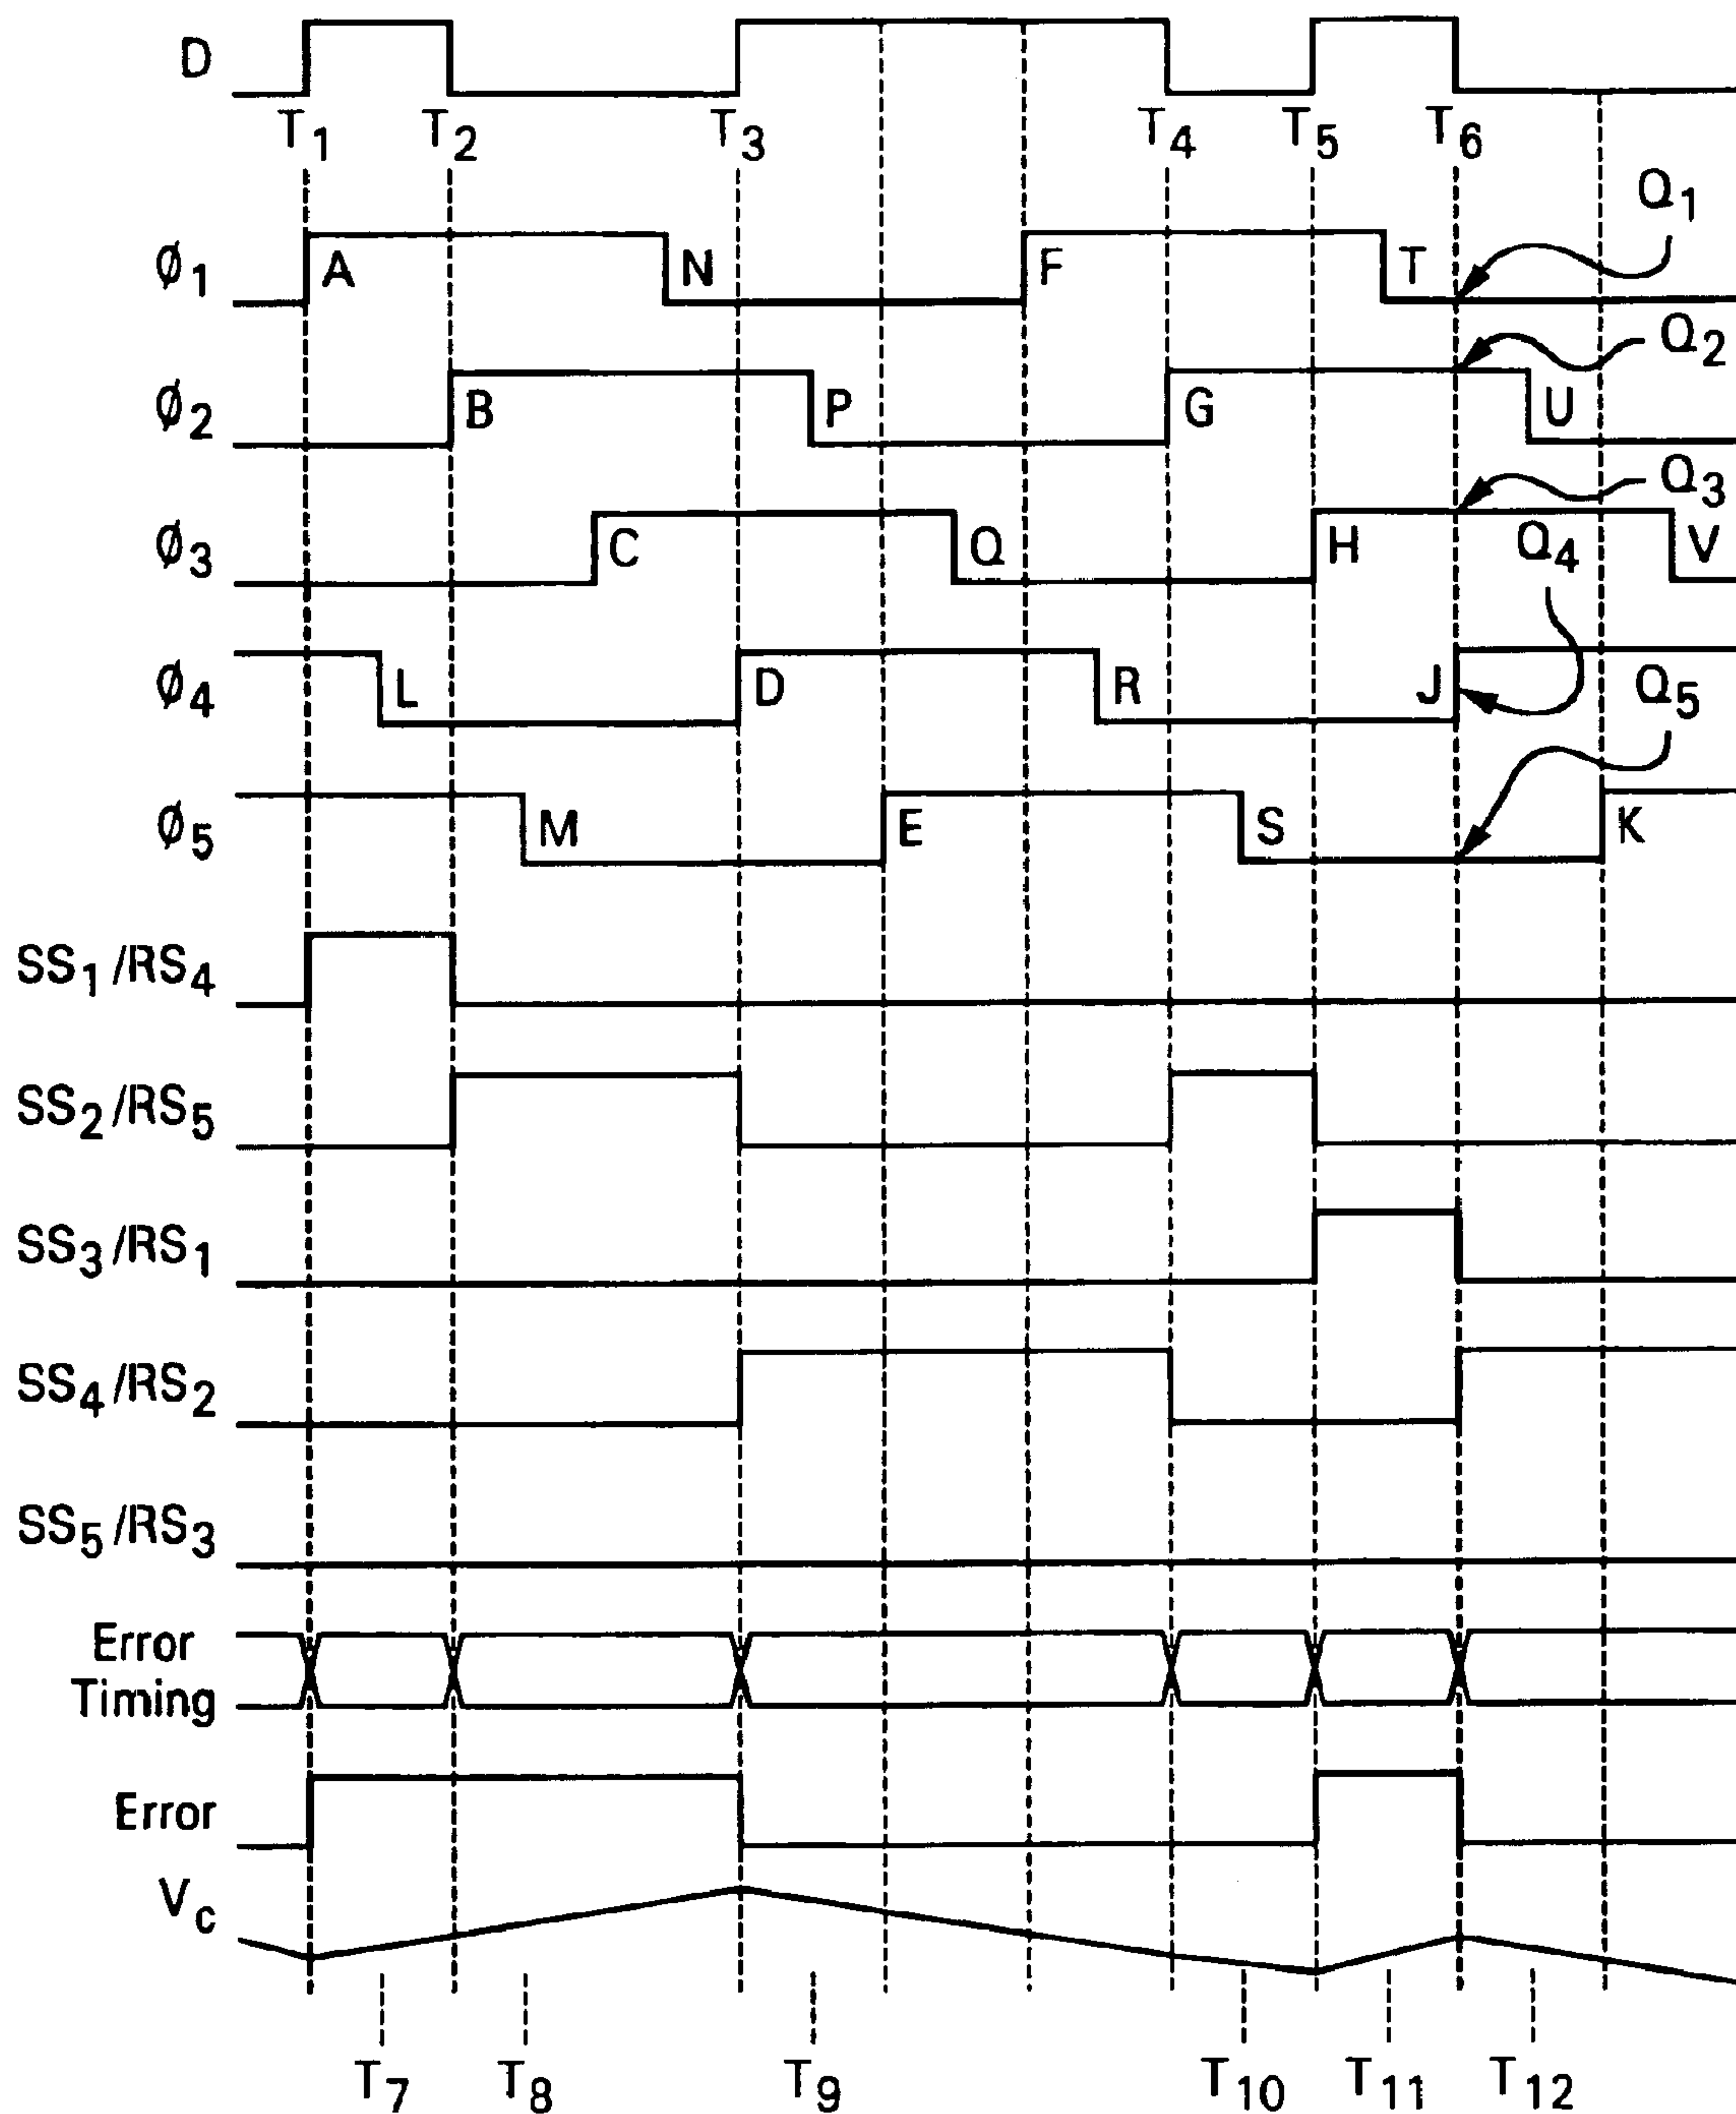 D
T1 T2 T3 T4 T5 T6
Q1
Ø1 A N F T
Q2
Ø2 B P G U
Q3
Ø3 C Q H Q4 V
Ø4 L D R J Q5
Ø5 M E S K
SS1/RS4
SS2/RS5
SS3/RS1
SS4/RS2
SS5/RS3
Error
Timing
Error
Vc
T7 T8 T9 T10 T11 T12